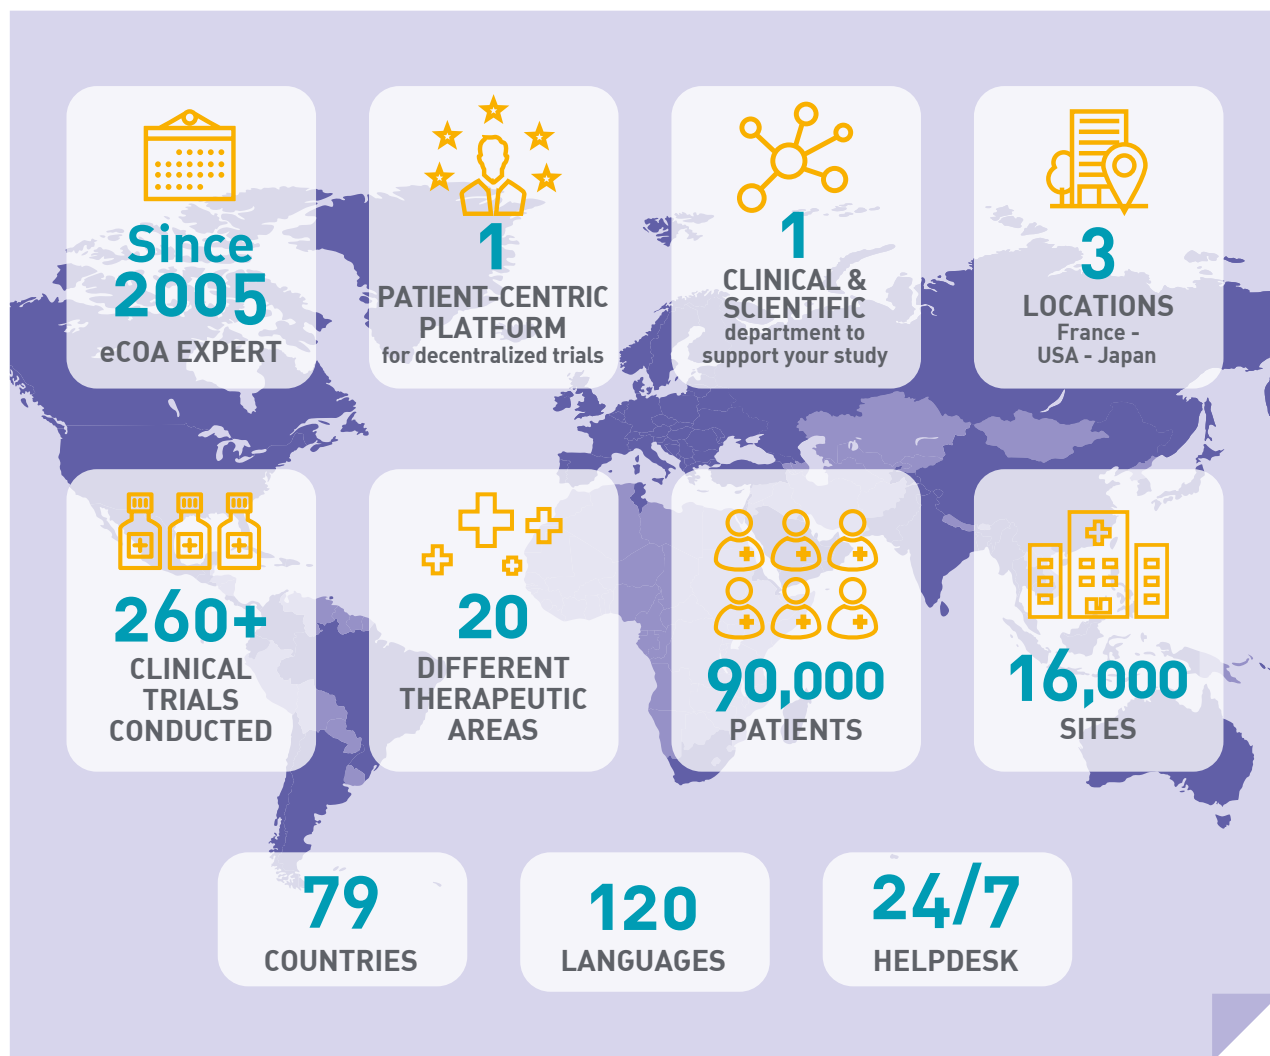 Since
2005
eCOA EXPERT
1
PATIENT-CENTRIC
PLATFORM
for decentralized trials
1
CLINICAL &
SCIENTIFIC
department to
support your study
3
LOCATIONS
France -
USA - Japan
260+
CLINICAL
TRIALS
CONDUCTED
20
DIFFERENT
THERAPEUTIC
AREAS
90,000
PATIENTS
16,000
SITES
79
COUNTRIES
120
LANGUAGES
24/7
HELPDESK